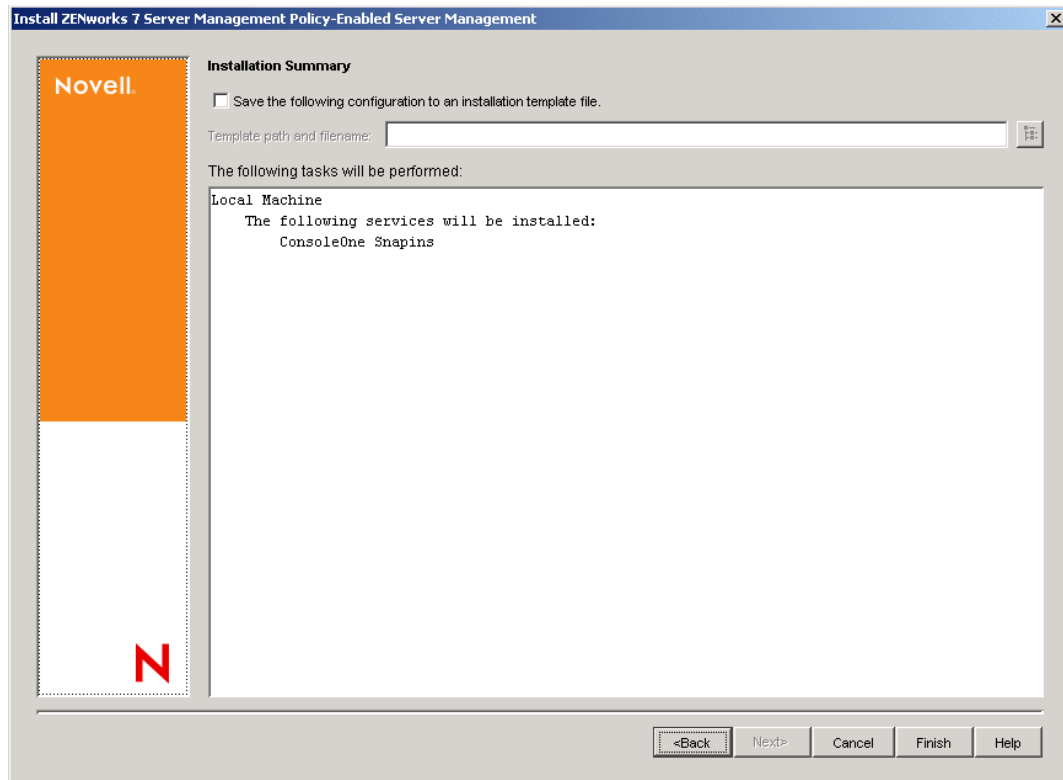 Install ZENworks 7 Server Management Policy-Enabled Server Management
Novell.
Installation Summary
Save the following configuration to an installation template file.
Template path and filename:
The following tasks will be performed:
Local Machine
The following services will be installed:
ConsoleOne Snapins
N
<Back Next> Cancel Finish Help